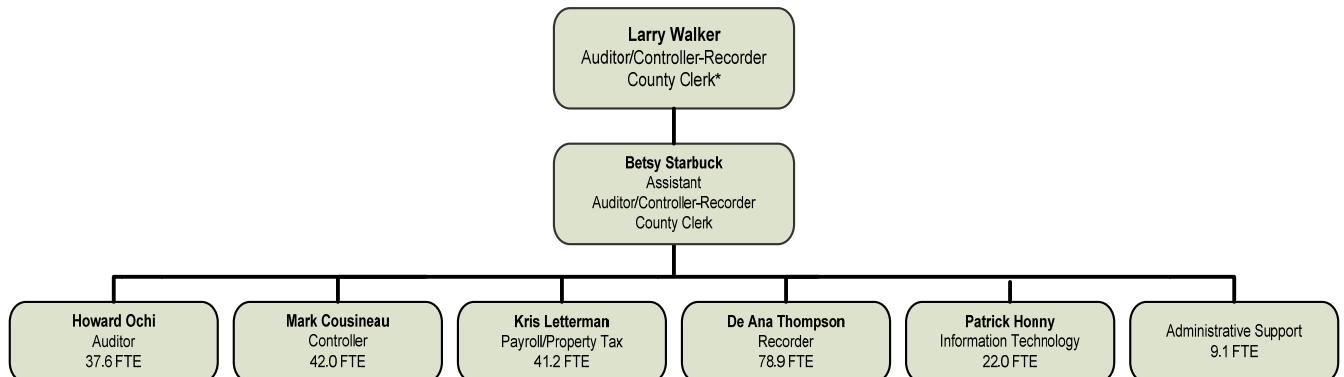 Larry Walker
Auditor/Controller-Recorder
County Clerk*
Betsy Starbuck
Assistant
Auditor/Controller-Recorder
County Clerk
Howard Ochi
Auditor
37.6 FTE
Mark Cousineau
Controller
42.0 FTE
Kris Letterman
Payroll/Property Tax
41.2 FTE
De Ana Thompson
Recorder
78.9 FTE
Patrick Honny
Information Technology
22.0 FTE
Administrative Support
9.1 FTE